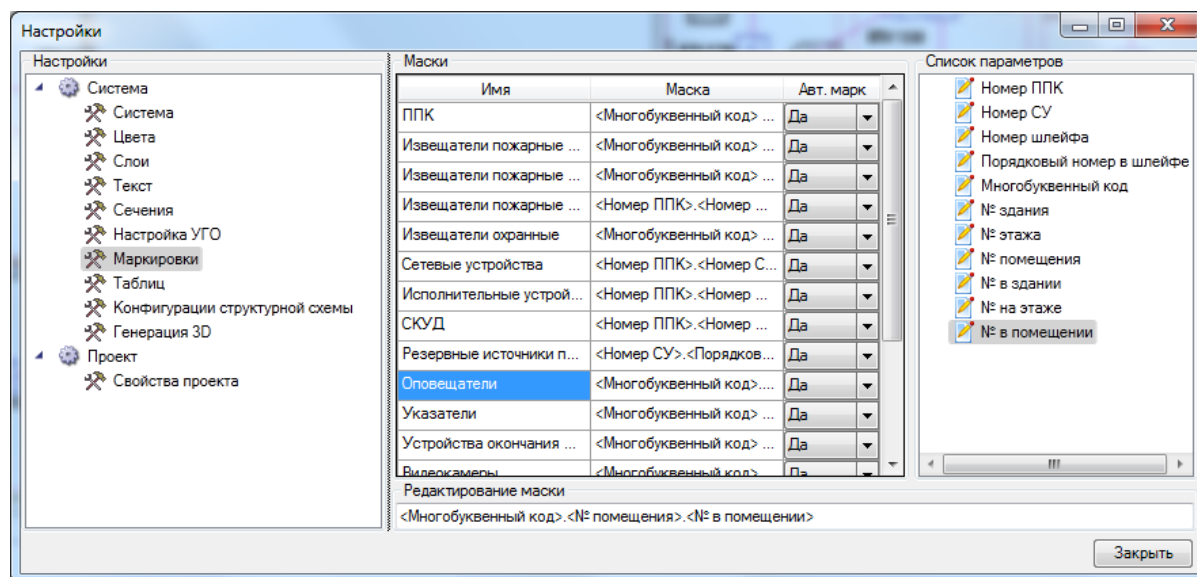 Настройки
Настройки
Система
Система
Цвета
Слои
Текст
Сечения
Настройка УГО
Маркировки
Таблиц
Конфигурации структурной схемы
Генерация 3D
Проект
Свойства проекта
Маски
Имя Маска Авт. марк
ППК <Многобуквенный код> ... Да
Извещатели пожарные ... <Многобуквенный код> ... Да
Извещатели пожарные ... <Многобуквенный код> ... Да
Извещатели пожарные ... <Номер ППК>.<Номер ... Да
Извещатели охранные <Многобуквенный код> ... Да
Сетевые устройства <Номер ППК>.<Номер С... Да
Исполнительные устрой... <Номер ППК>.<Номер ... Да
СКУД <Номер ППК>.<Номер ... Да
Резервные источники п... <Номер СУ>.<Порядков... Да
Оповещатели <Многобуквенный код>.... Да
Указатели <Многобуквенный код> ... Да
Устройства окончания ... <Многобуквенный код> ... Да
Видеокамеры <Многобуквенный код> Да
Редактирование маски
<Многобуквенный код>.<№ помещения>.<№ в помещении>
Список параметров
Номер ППК
Номер СУ
Номер шлейфа
Порядковый номер в шлейфе
Многобуквенный код
№ здания
№ этажа
№ помещения
№ в здании
№ на этаже
№ в помещении
Закрыть